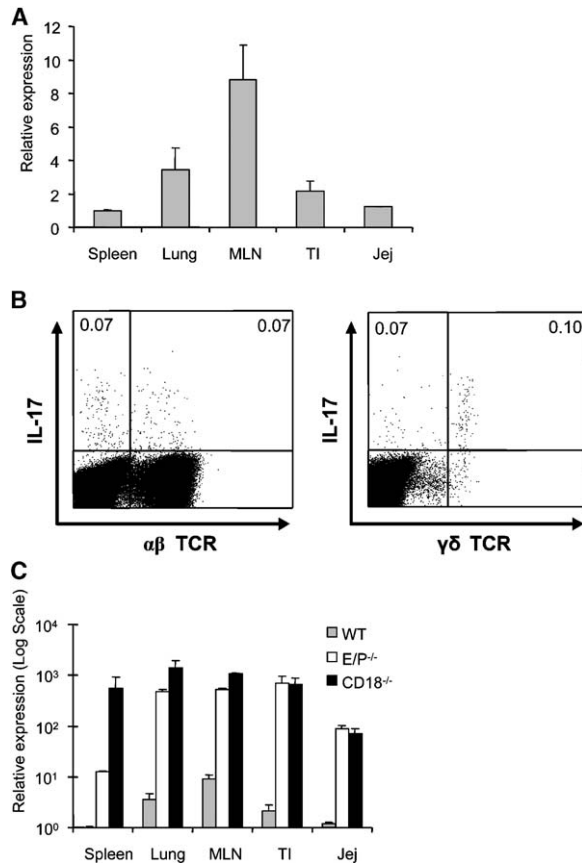 A
Relative expression
12
10
8
6
4
2
0
Spleen Lung MLN TI Jej
B
IL-17
0.07 0.07
αβ TCR
IL-17
0.07 0.10
γδ TCR
C
Relative expression (Log Scale)
10⁴
10³
10²
10¹
10⁰
WT
E/P⁻/⁻
CD18⁻/⁻
Spleen Lung MLN TI Jej